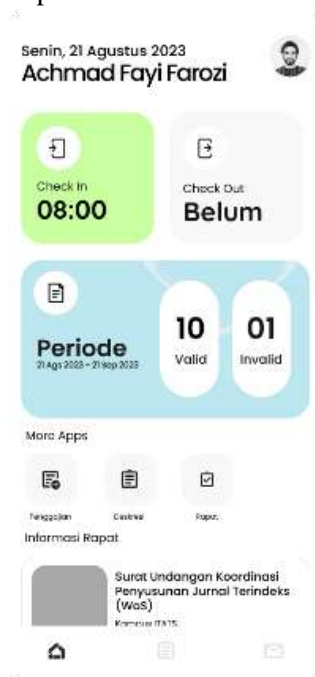 Senin, 21 Agustus 2023
Achmad Fayi Farozi
Check In
08:00
Check Out
Belum
Periode
21 Ags 2023 - 21 Sep 2023
10
Valid
01
Invalid
More Apps
Penggajian
Rapat
Informasi Rapat
Surat Undangan Koordinasi
Penyusunan Jurnal Terindeks
(WoS)
Kampus ITATS